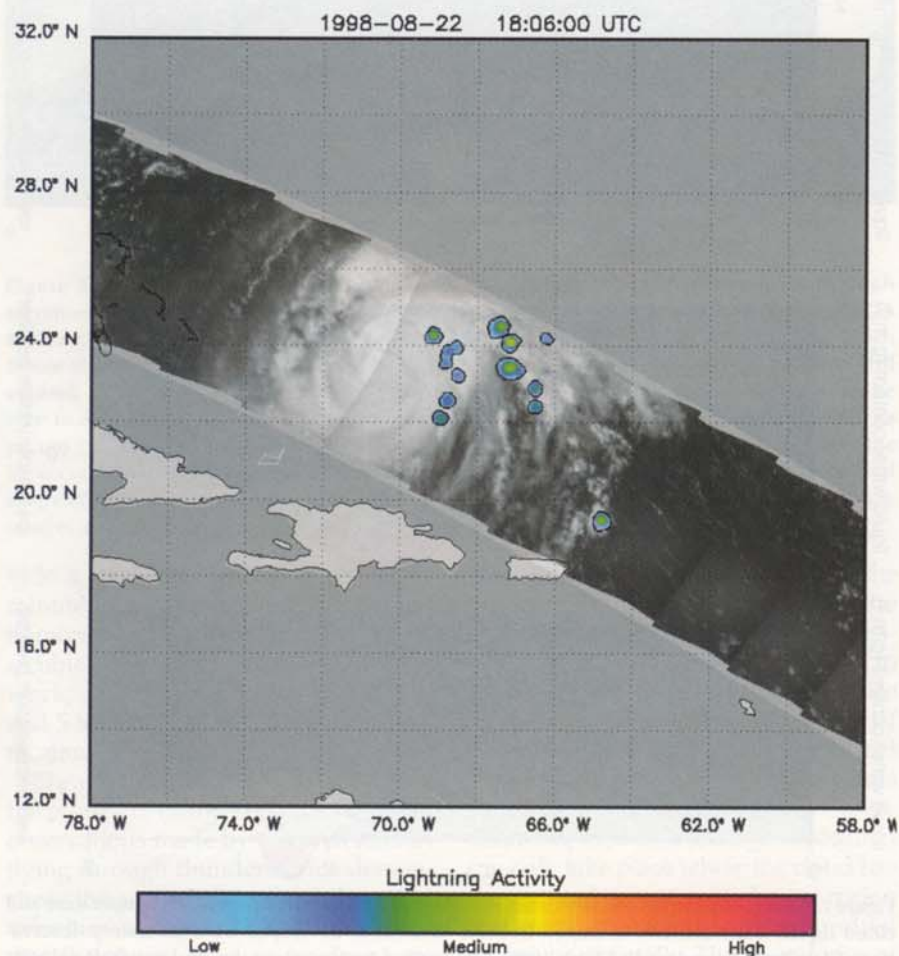 1998-08-22 18:06:00 UTC
32.0° N
28.0° N
24.0° N
20.0° N
16.0° N
12.0° N
78.0° W 74.0° W 70.0° W 66.0° W 62.0° W 58.0° W
Lightning Activity
Low Medium High